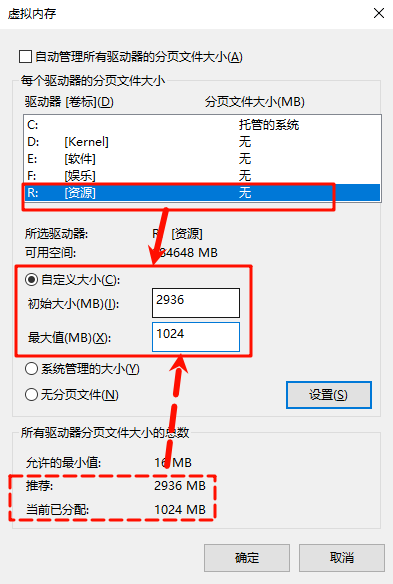 虚拟内存
自动管理所有驱动器的分页文件大小(A)
每个驱动器的分页文件大小
驱动器 [卷标](D) 分页文件大小(MB)
C: 托管的系统
D: [Kernel] 无
E: [软件] 无
F: [娱乐] 无
R: [资源] 无
所选驱动器: R [资源]
可用空间: 84648 MB
自定义大小(C):
初始大小(MB)(I): 2936
最大值(MB)(X): 1024
系统管理的大小(Y)
无分页文件(N)
设置(S)
所有驱动器分页文件大小的总数
允许的最小值: 16 MB
推荐: 2936 MB
当前已分配: 1024 MB
确定 取消